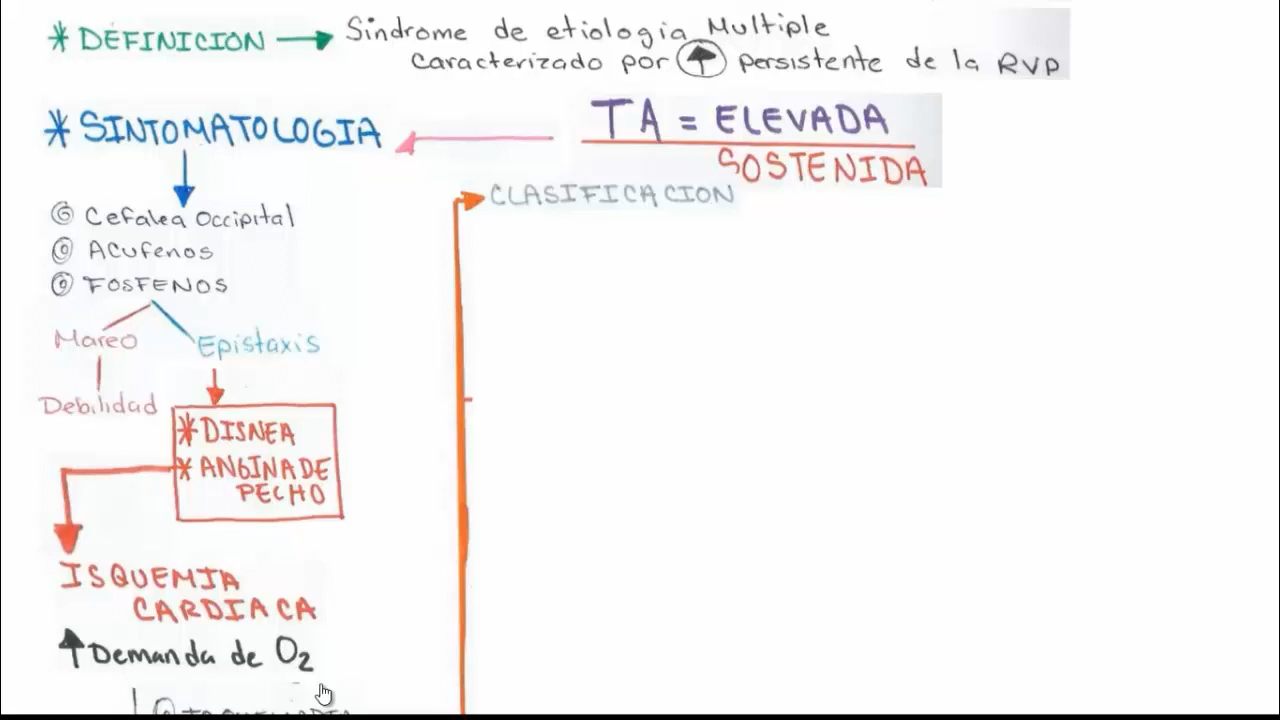 * DEFINICION → Sindrome de etiologia Multiple
caracterizado por ↑ persistente de la RVP
TA = ELEVADA
SOSTENIDA
* SINTOMATOLOGIA
Cefalea Occipital
Acufenos
FOSFENOS
Mareo
Epistaxis
Debilidad
* DISNEA
* ANGINA DE
PECHO
ISQUEMIA
CARDIACA
↑ Demanda de O2
CLASIFICACION